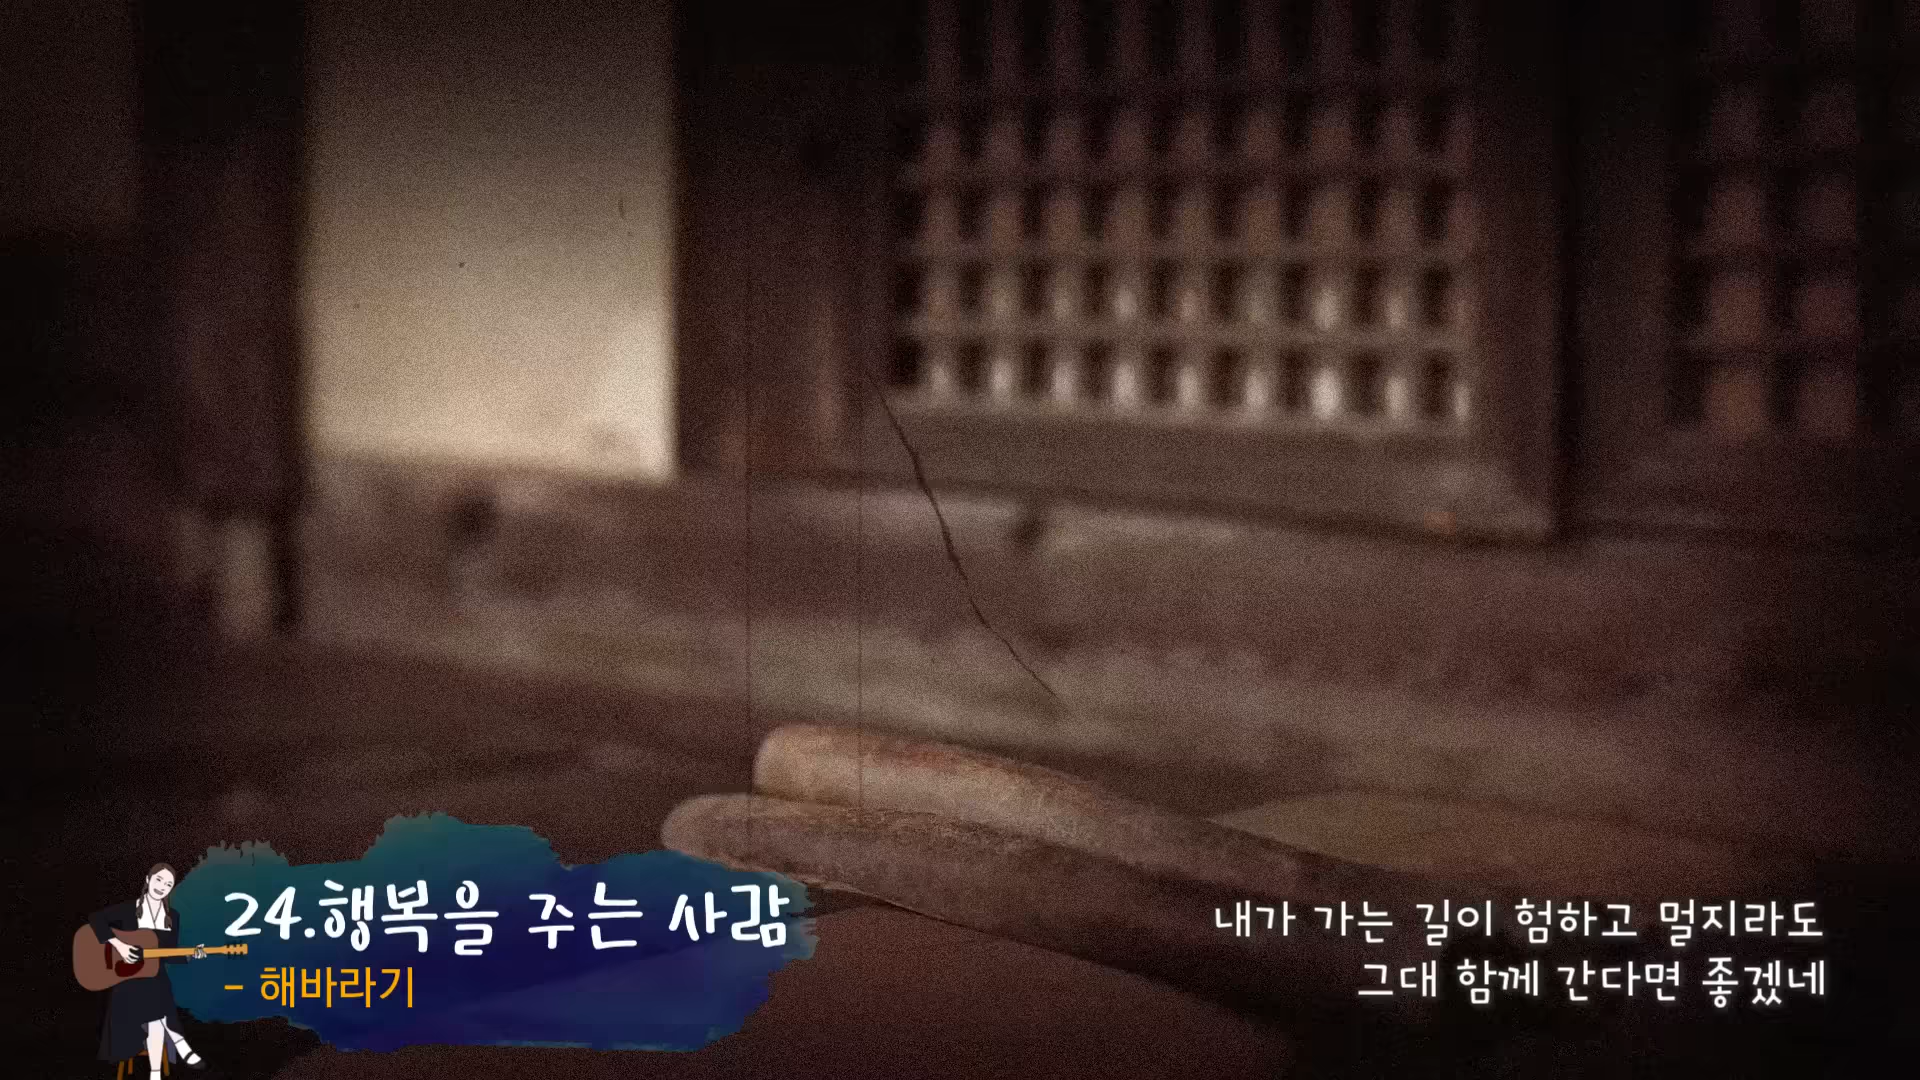 24.행복을 주는 사람
- 해바라기
내가 가는 길이 험하고 멀지라도
그대 함께 간다면 좋겠네